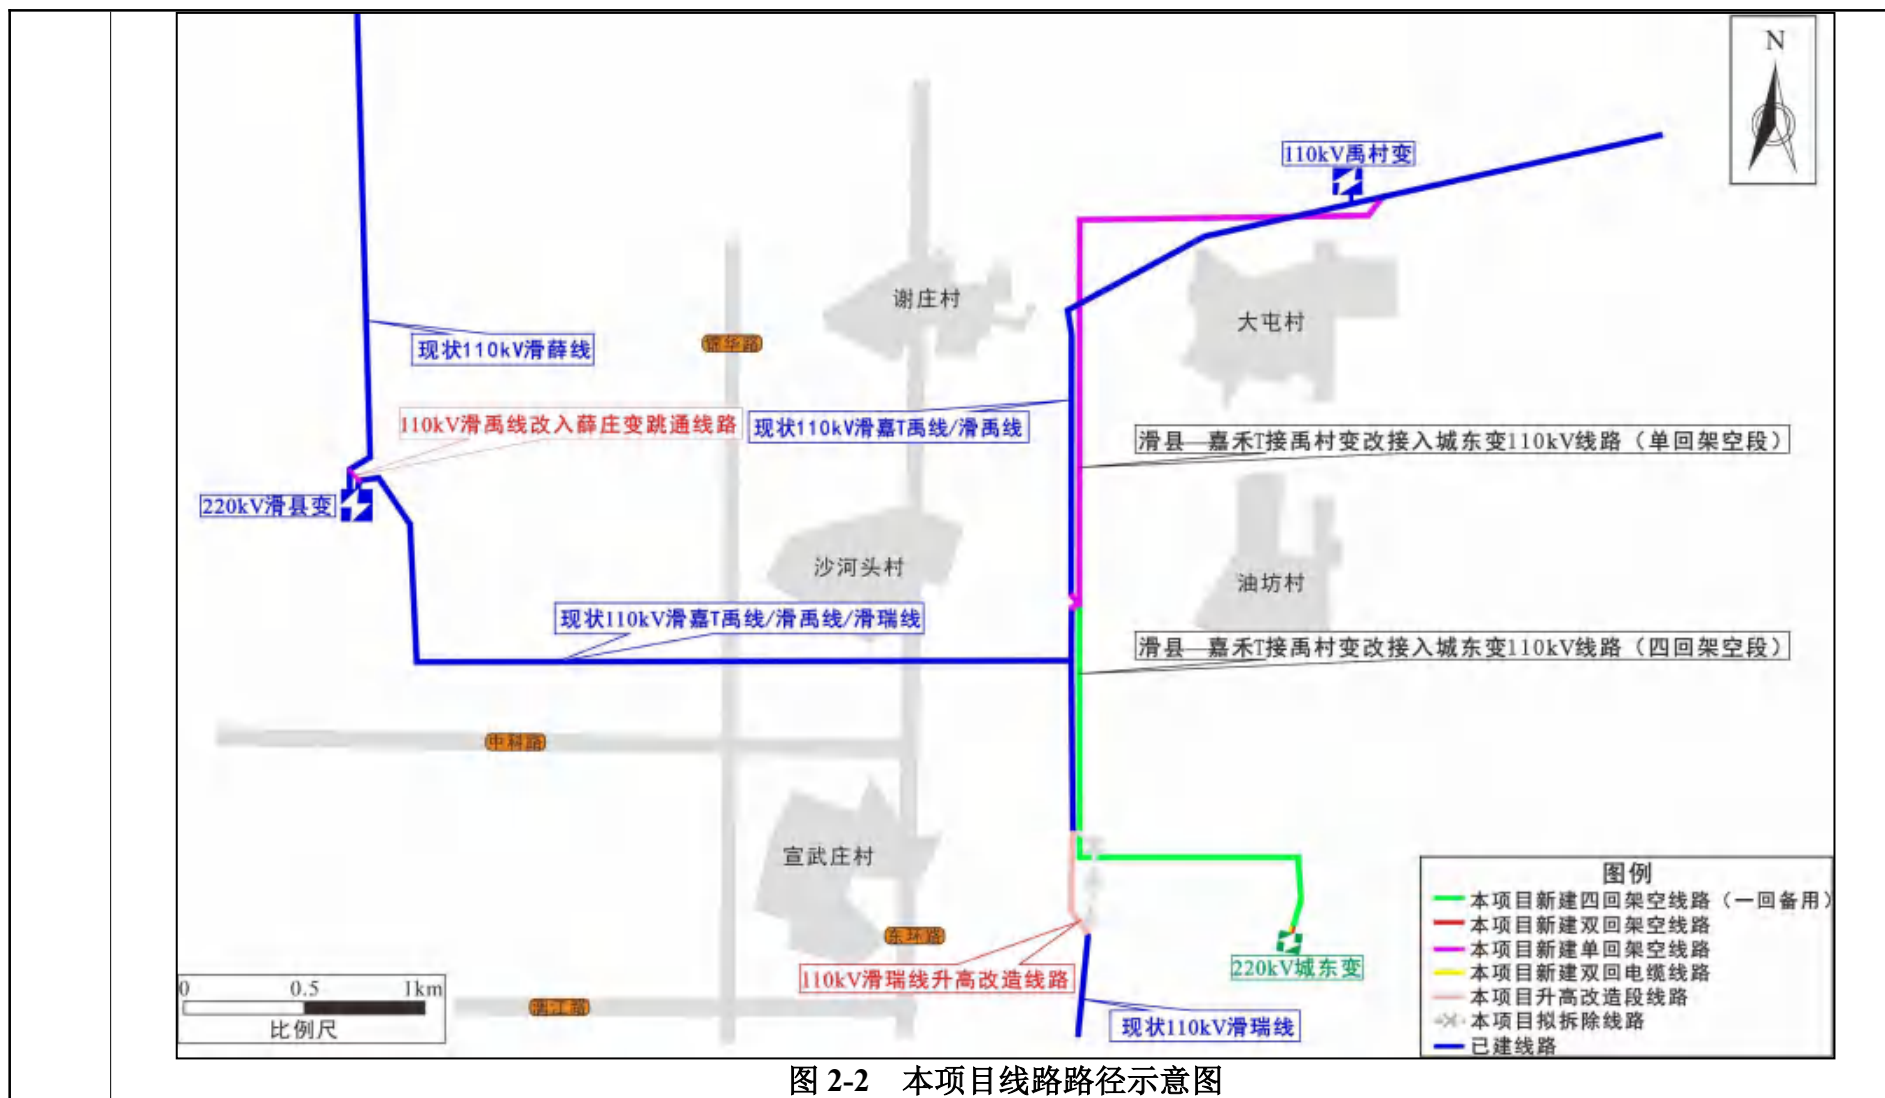 N
110kV禹村变
谢庄村
大屯村
现状110kV滑薛线
110kV滑禹线改入薛庄变跳通线路
现状110kV滑嘉T禹线/滑禹线
滑县—嘉禾T接禹村变改接入城东变110kV线路（单回架空段）
220kV滑县变
沙河头村
油坊村
现状110kV滑嘉T禹线/滑禹线/滑瑞线
滑县—嘉禾T接禹村变改接入城东变110kV线路（四回架空段）
中科路
宣武庄村
东环路
220kV城东变
110kV滑瑞线升高改造线路
现状110kV滑瑞线
0 0.5 1km
比例尺
图例
本项目新建四回架空线路（一回备用）
本项目新建双回架空线路
本项目新建单回架空线路
本项目新建双回电缆线路
本项目升高改造段线路
本项目拟拆除线路
已建线路
图 2-2 本项目线路路径示意图